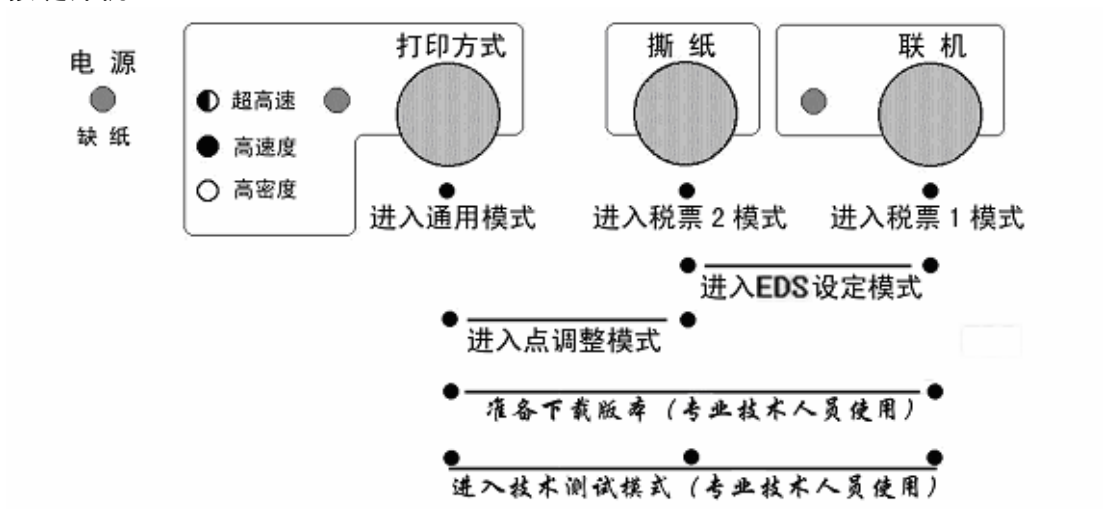 电 源
缺 纸
打印方式
超高速
高速度
高密度
撕 纸
联 机
进入通用模式
进入税票 2 模式
进入税票 1 模式
进入EDS设定模式
进入点调整模式
准备下载版本（专业技术人员使用）
进入技术测试模式（专业技术人员使用）